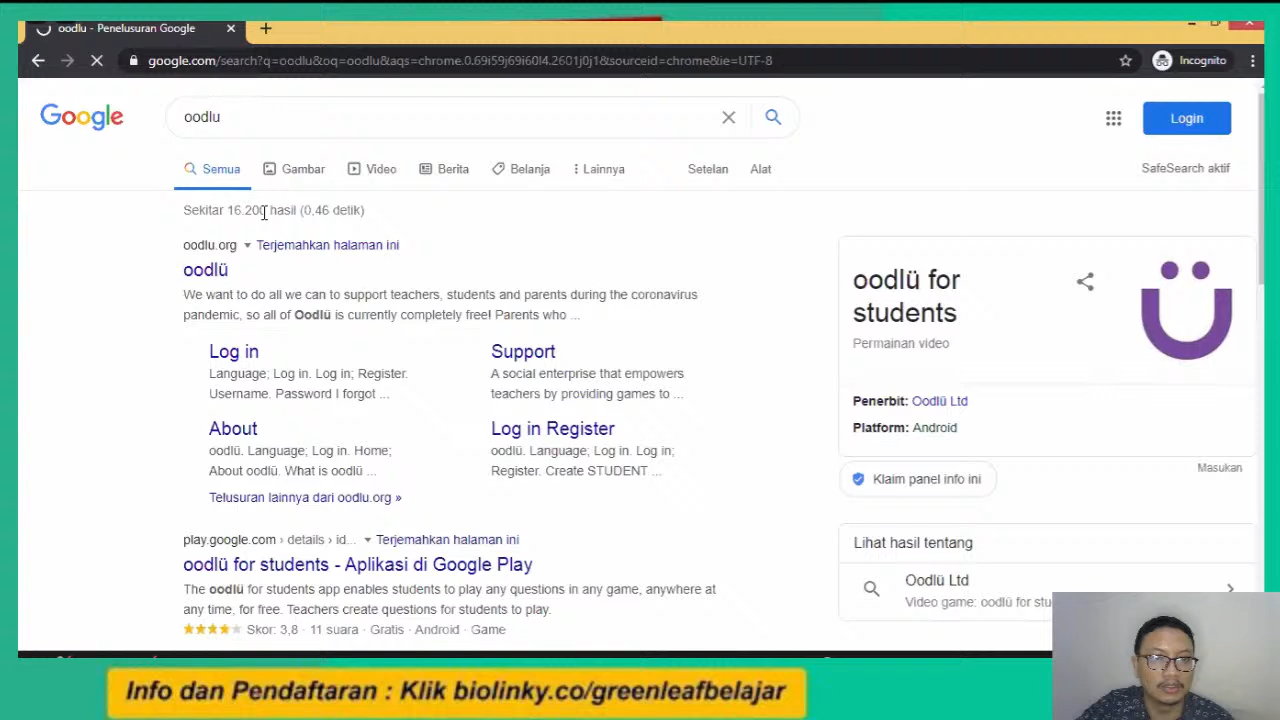 oodlu - Penelusuran Google
google.com/search?q=oodlu&oq=oodlu&aqs=chrome.0.69i59j69i60l4.2601j0j1&sourceid=chrome&ie=UTF-8
Incognito
Google
oodlu
Login
Semua
Gambar
Video
Berita
Belanja
Lainnya
Setelan
Alat
SafeSearch aktif
Sekitar 16.200 hasil (0,46 detik)
oodlu.org
Terjemahkan halaman ini
oodlü
We want to do all we can to support teachers, students and parents during the coronavirus
pandemic, so all of Oodlü is currently completely free! Parents who ...
Log in
Language; Log in. Log in; Register.
Username. Password I forgot ...
Support
A social enterprise that empowers
teachers by providing games to ...
About
oodlü. Language; Log in. Home;
About oodlü. What is oodlü ...
Log in Register
oodlü. Language; Log in. Log in;
Register. Create STUDENT ...
Telusuran lainnya dari oodlu.org »
play.google.com › details › id...
Terjemahkan halaman ini
oodlü for students - Aplikasi di Google Play
The oodlü for students app enables students to play any questions in any game, anywhere at
any time, for free. Teachers create questions for students to play.
Skor: 3,8 · 11 suara · Gratis · Android · Game
oodlü for
students
Permainan video
Penerbit: Oodlü Ltd
Platform: Android
Masukan
Klaim panel info ini
Lihat hasil tentang
Oodlü Ltd
Video game: oodlü for stu
Info dan Pendaftaran : Klik biolinky.co/greenleafbelajar